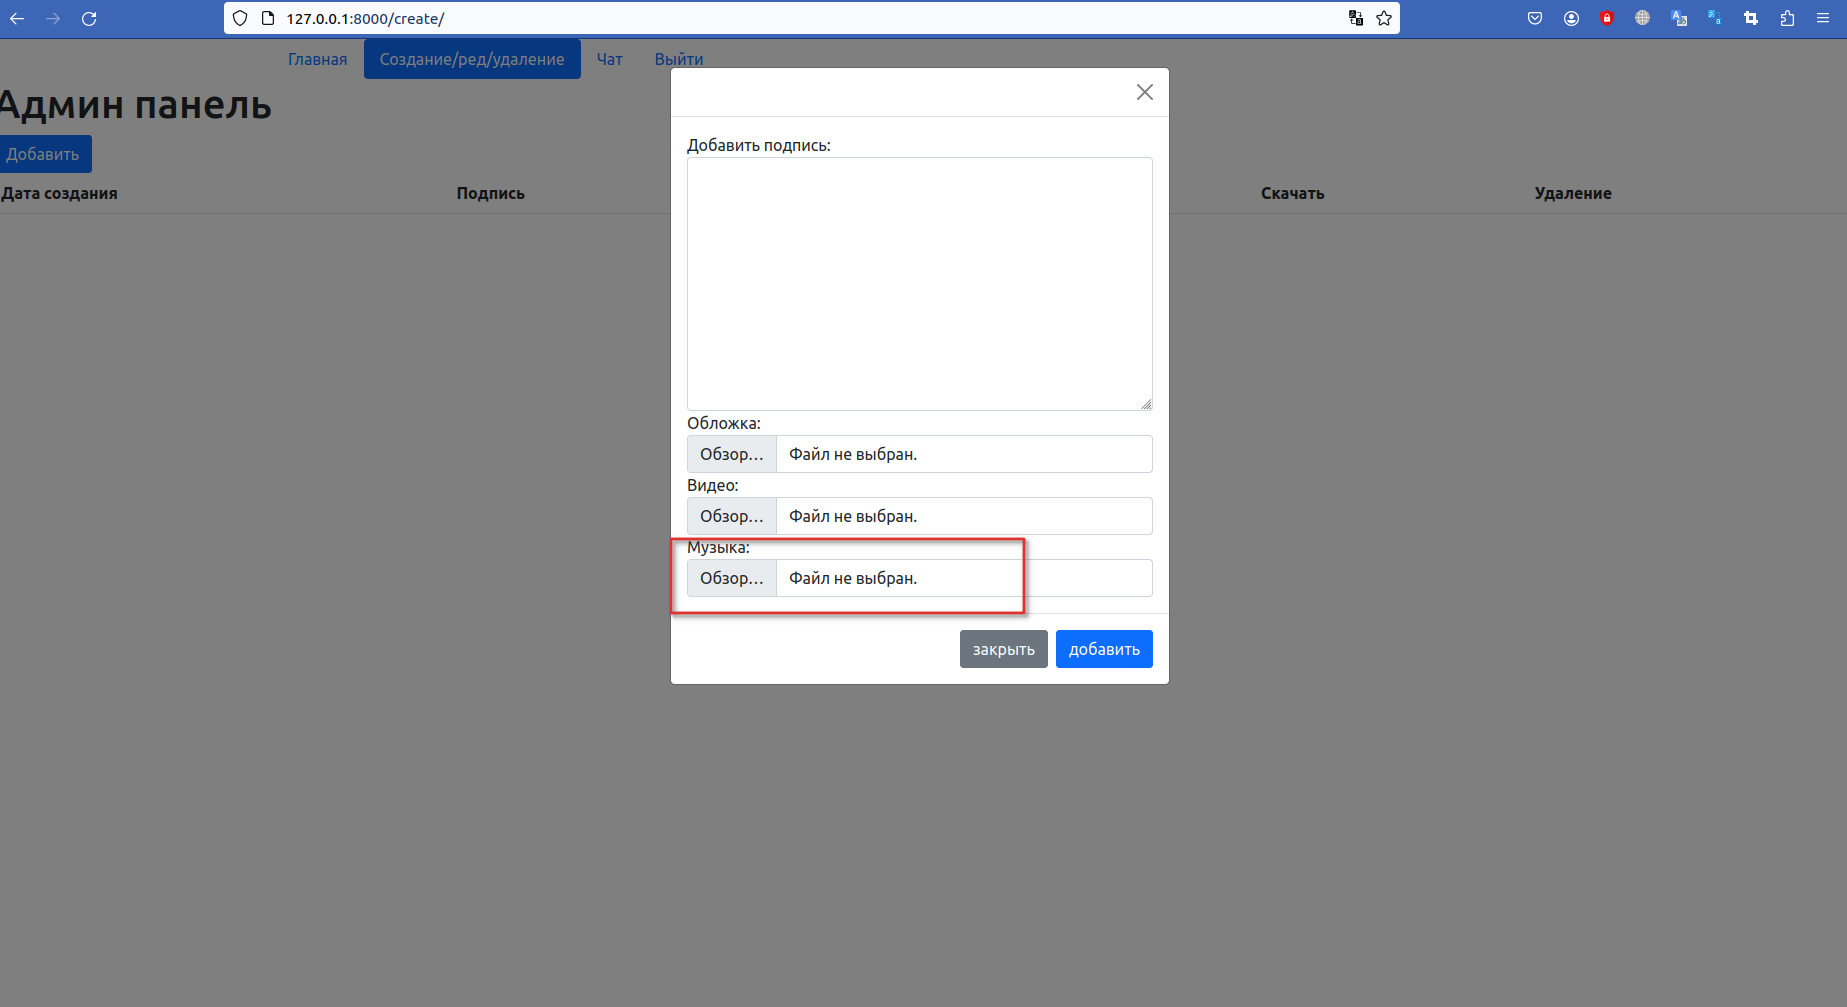 127.0.0.1:8000/create/
Главная Создание/ред/удаление Чат Выйти
Админ панель
Добавить
Дата создания Подпись Скачать Удаление
Добавить подпись:
Обложка:
Обзор... Файл не выбран.
Видео:
Обзор... Файл не выбран.
Музыка:
Обзор... Файл не выбран.
закрыть добавить